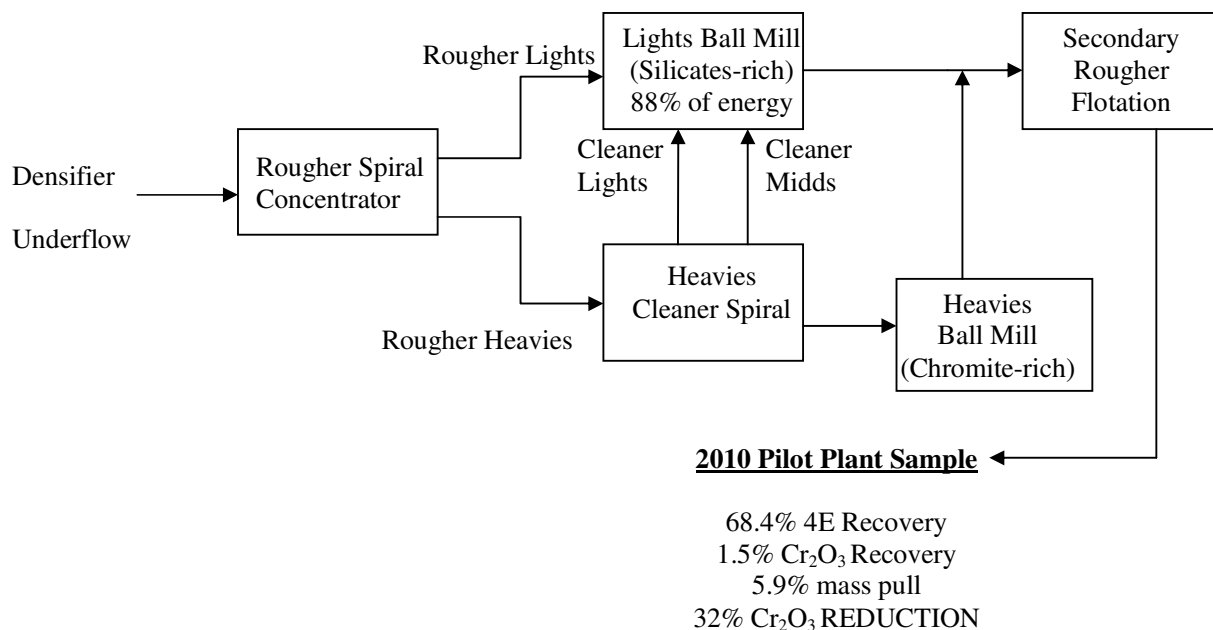 Densifier
Underflow
Rougher Spiral
Concentrator
Rougher Lights
Rougher Heavies
Lights Ball Mill
(Silicates-rich)
88% of energy
Cleaner
Lights
Cleaner
Midds
Heavies
Cleaner Spiral
Heavies
Ball Mill
(Chromite-rich)
Secondary
Rougher
Flotation
2010 Pilot Plant Sample
68.4% 4E Recovery
1.5% Cr₂O₃ Recovery
5.9% mass pull
32% Cr₂O₃ REDUCTION